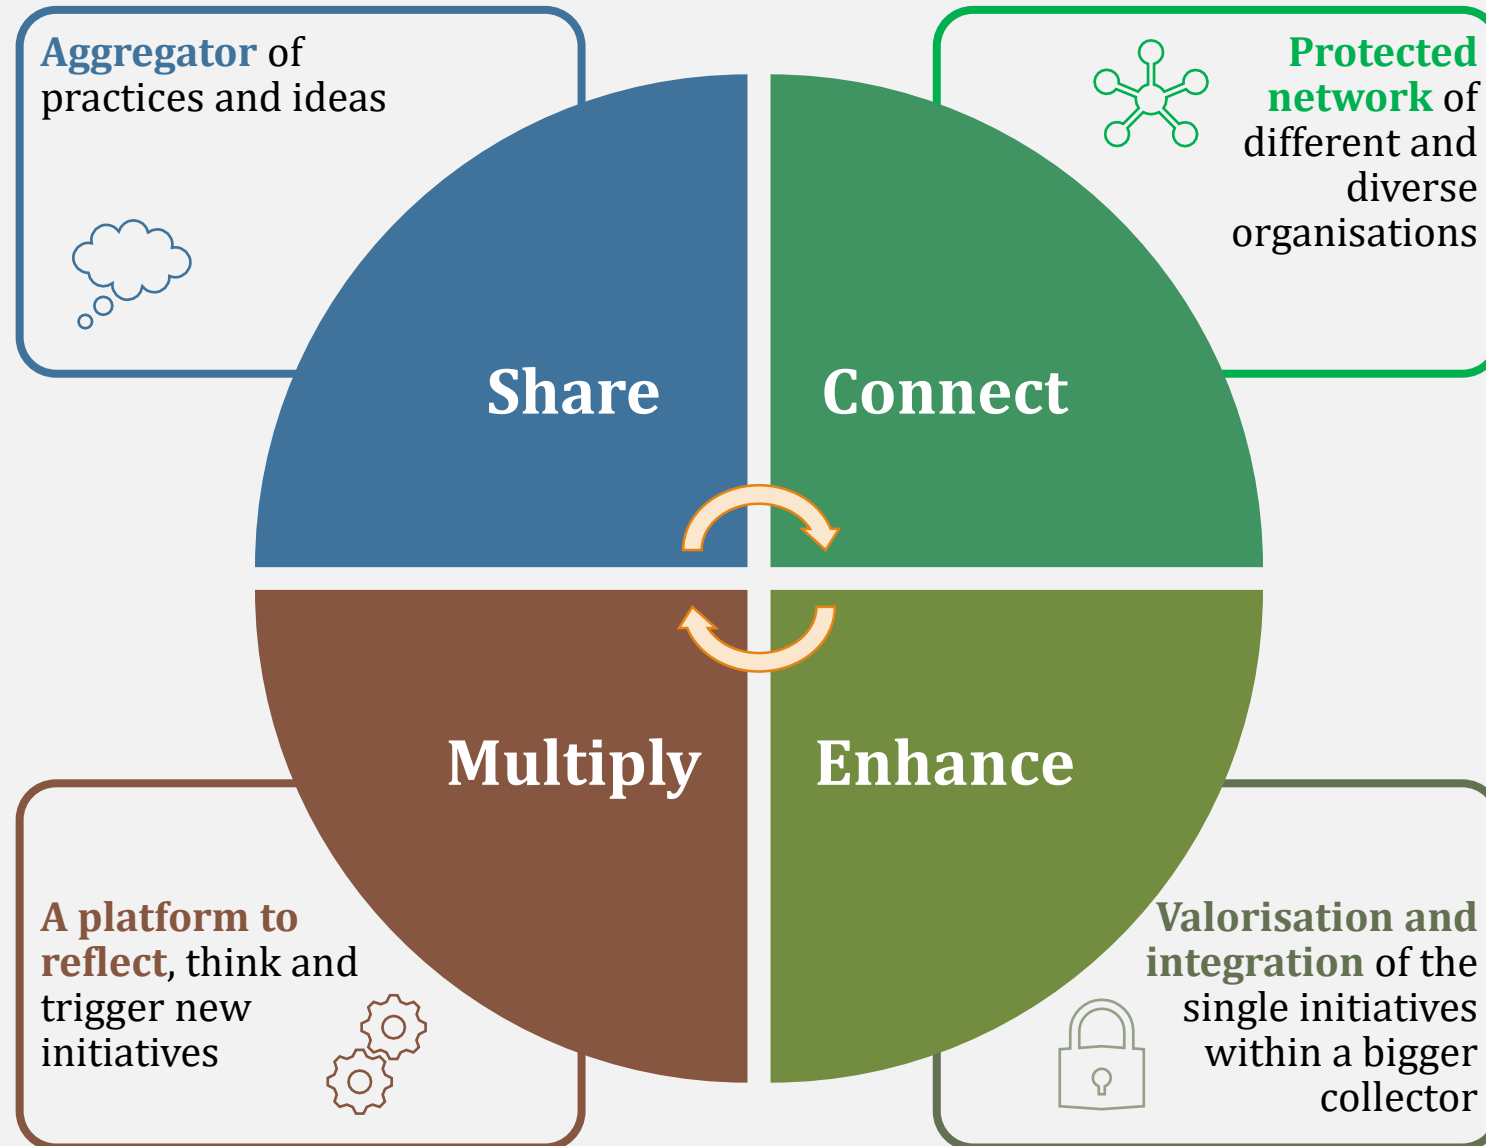 Aggregator of
practices and ideas
Protected
network of
different and
diverse
organisations
Share
Connect
Multiply
Enhance
A platform to
reflect, think and
trigger new
initiatives
Valorisation and
integration of the
single initiatives
within a bigger
collector